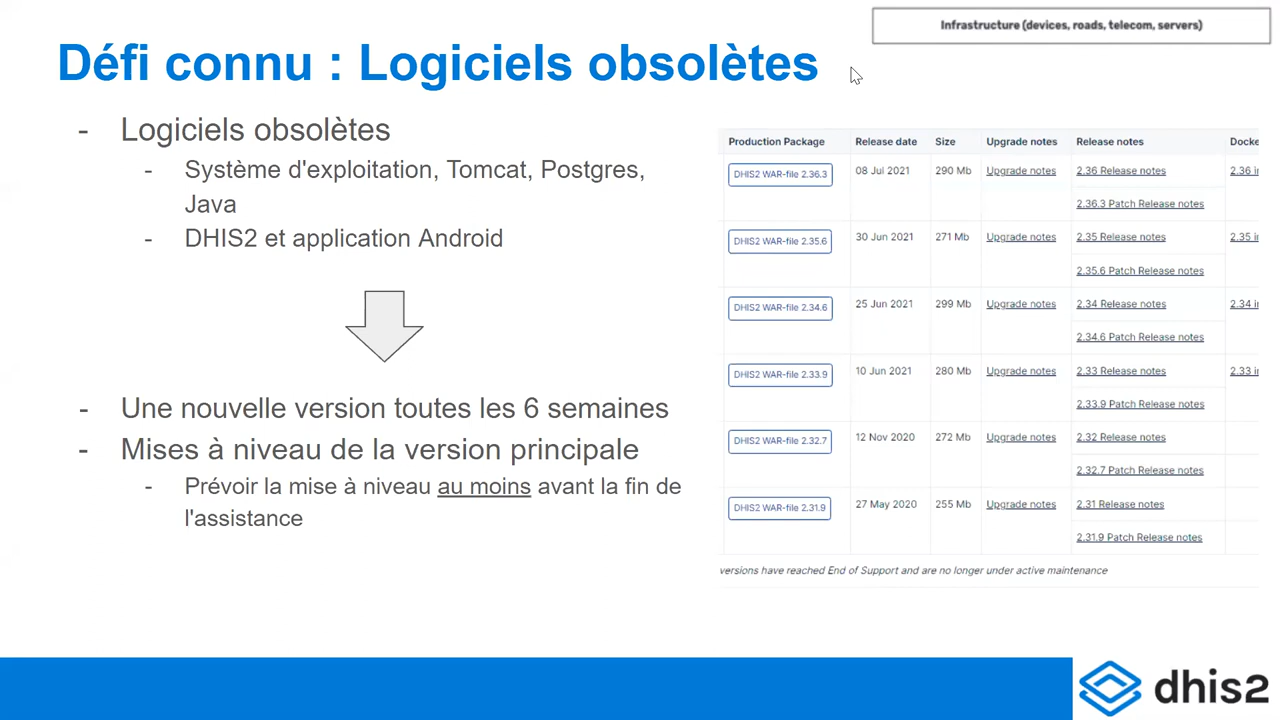 Infrastructure (devices, roads, telecom, servers)
Défi connu : Logiciels obsolètes
- Logiciels obsolètes
- Système d'exploitation, Tomcat, Postgres,
Java
- DHIS2 et application Android
- Une nouvelle version toutes les 6 semaines
- Mises à niveau de la version principale
- Prévoir la mise à niveau au moins avant la fin de
l'assistance
Production Package Release date Size Upgrade notes Release notes Docke
DHIS2 WAR-file 2.36.3 08 Jul 2021 290 Mb Upgrade notes 2.36 Release notes 2.36 i
2.36.3 Patch Release notes
DHIS2 WAR-file 2.35.6 30 Jun 2021 271 Mb Upgrade notes 2.35 Release notes 2.35 i
2.35.6 Patch Release notes
DHIS2 WAR-file 2.34.6 25 Jun 2021 299 Mb Upgrade notes 2.34 Release notes 2.34 i
2.34.6 Patch Release notes
DHIS2 WAR-file 2.33.9 10 Jun 2021 280 Mb Upgrade notes 2.33 Release notes 2.33 i
2.33.9 Patch Release notes
DHIS2 WAR-file 2.32.7 12 Nov 2020 272 Mb Upgrade notes 2.32 Release notes
2.32.7 Patch Release notes
DHIS2 WAR-file 2.31.9 27 May 2020 255 Mb Upgrade notes 2.31 Release notes
2.31.9 Patch Release notes
versions have reached End of Support and are no longer under active maintenance
dhis2